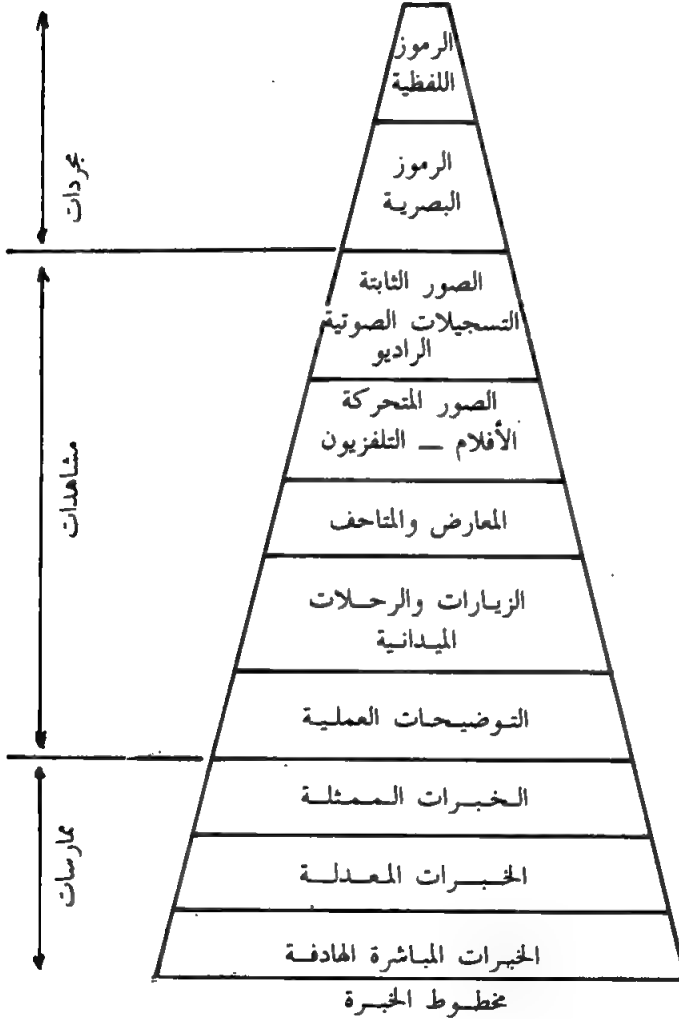 الرموز
اللفظية
الرموز
البصرية
مجردات
الصور الثابتة
التسجيلات الصوتية
الراديو
الصور المتحركة
الأفلام — التلفزيون
المعارض والمتاحف
الزيارات والرحلات
الميدانية
التوضيحات العملية
مشاهدات
الخبرات الممثلة
الخبرات المعدلة
الخبرات المباشرة الهادفة
ممارسات
مخطوط الخبرة